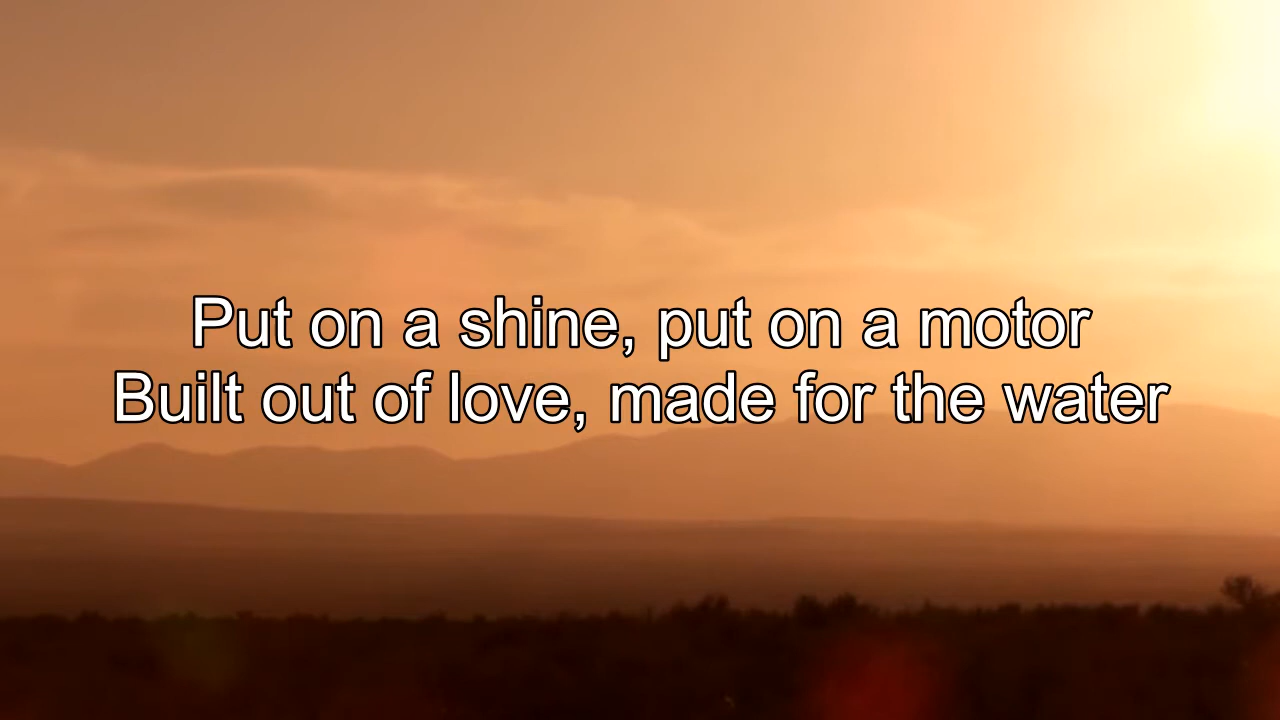 Put on a shine, put on a motor
Built out of love, made for the water